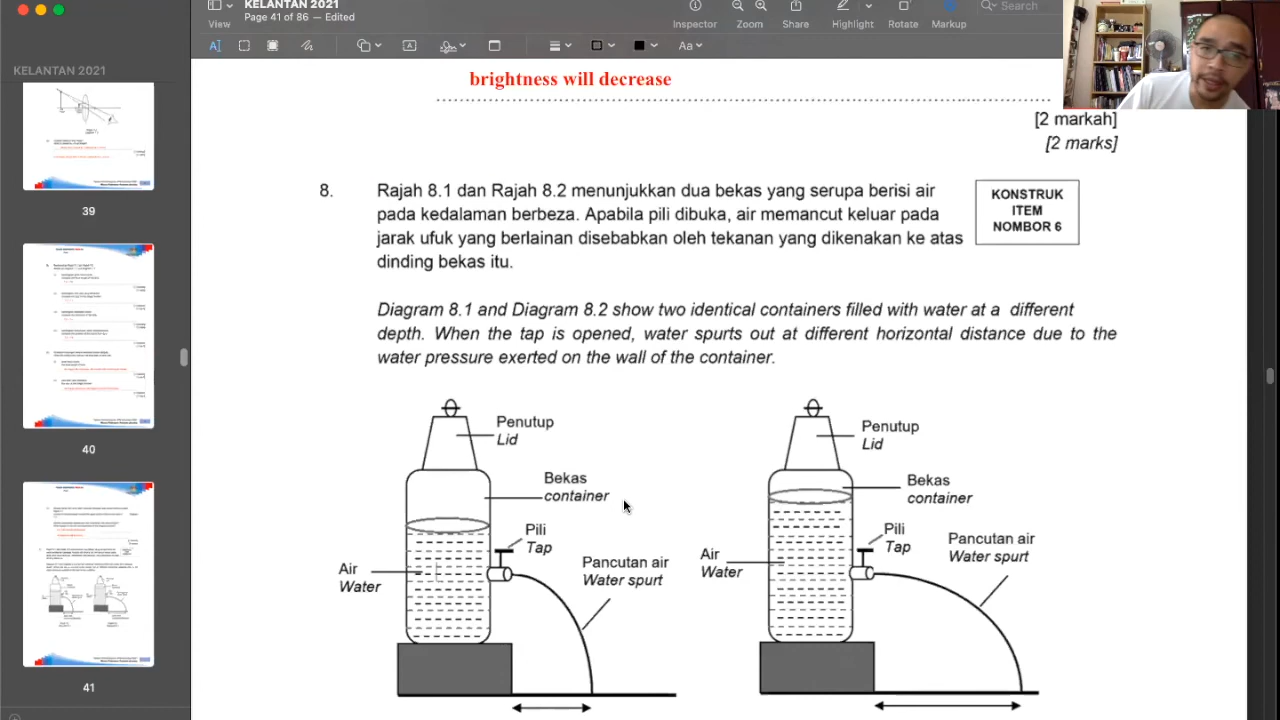 KELANTAN 2021
Page 41 of 86 — Edited
View
Inspector
Zoom
Share
Highlight
Rotate
Markup
Search
KELANTAN 2021
39
40
41
brightness will decrease
[2 markah]
[2 marks]
8.
Rajah 8.1 dan Rajah 8.2 menunjukkan dua bekas yang serupa berisi air
pada kedalaman berbeza. Apabila pili dibuka, air memancut keluar pada
jarak ufuk yang berlainan disebabkan oleh tekanan yang dikenakan ke atas
dinding bekas itu.
KONSTRUK
ITEM
NOMBOR 6
Diagram 8.1 and Diagram 8.2 show two identical containers filled with water at a different
depth. When the tap is opened, water spurts out at different horizontal distance due to the
water pressure exerted on the wall of the container.
Penutup
Lid
Bekas
container
Pili
Tap
Air
Water
Pancutan air
Water spurt
Penutup
Lid
Bekas
container
Pili
Tap
Air
Water
Pancutan air
Water spurt